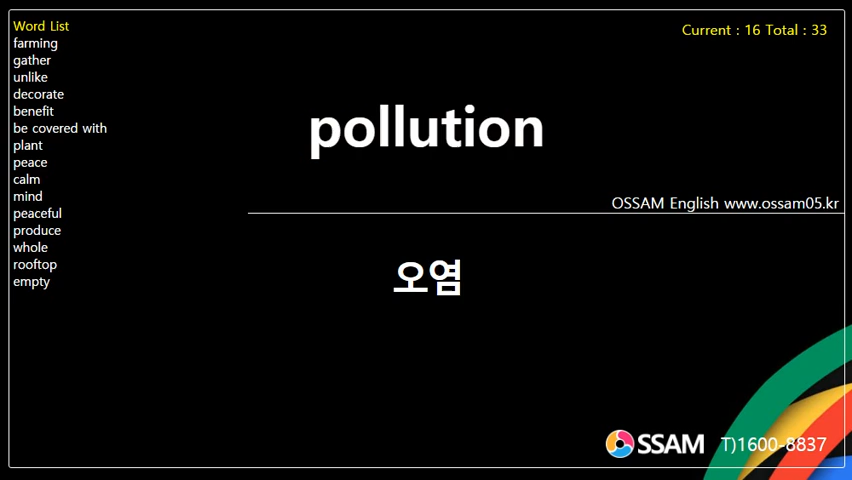 Word List
farming
gather
unlike
decorate
benefit
be covered with
plant
peace
calm
mind
peaceful
produce
whole
rooftop
empty
Current : 16 Total : 33
pollution
OSSAM English www.ossam05.kr
오염
OSSAM T)1600-8837